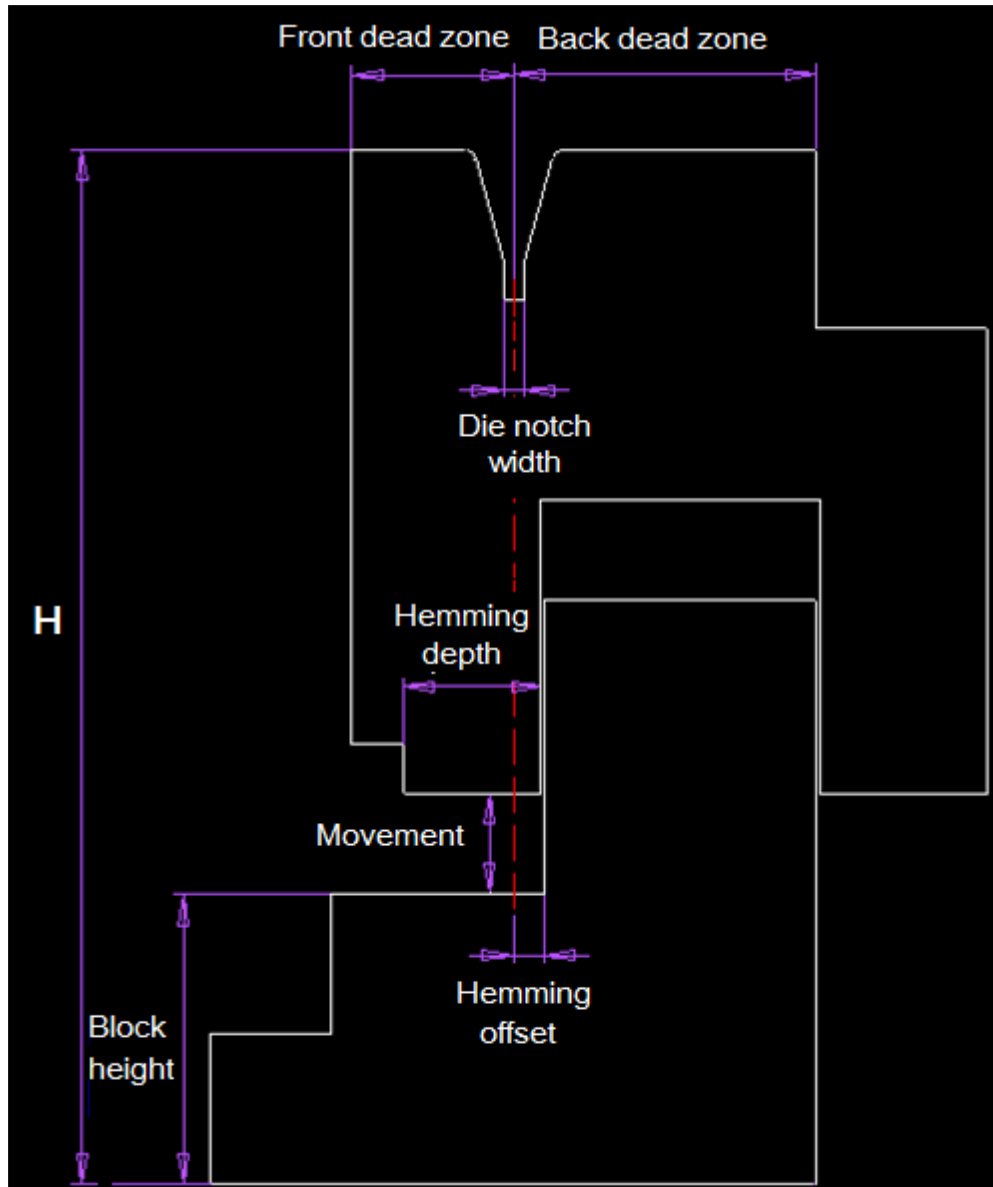 Front dead zone
Back dead zone
Die notch
width
H
Hemming
depth
Movement
Hemming
offset
Block
height